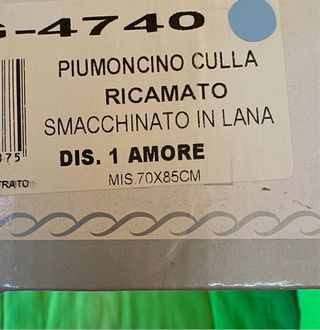 G-4740
PIUMONCINO CULLA
RICAMATO
SMACCHINATO IN LANA
DIS. 1 AMORE
MIS 70X85CM